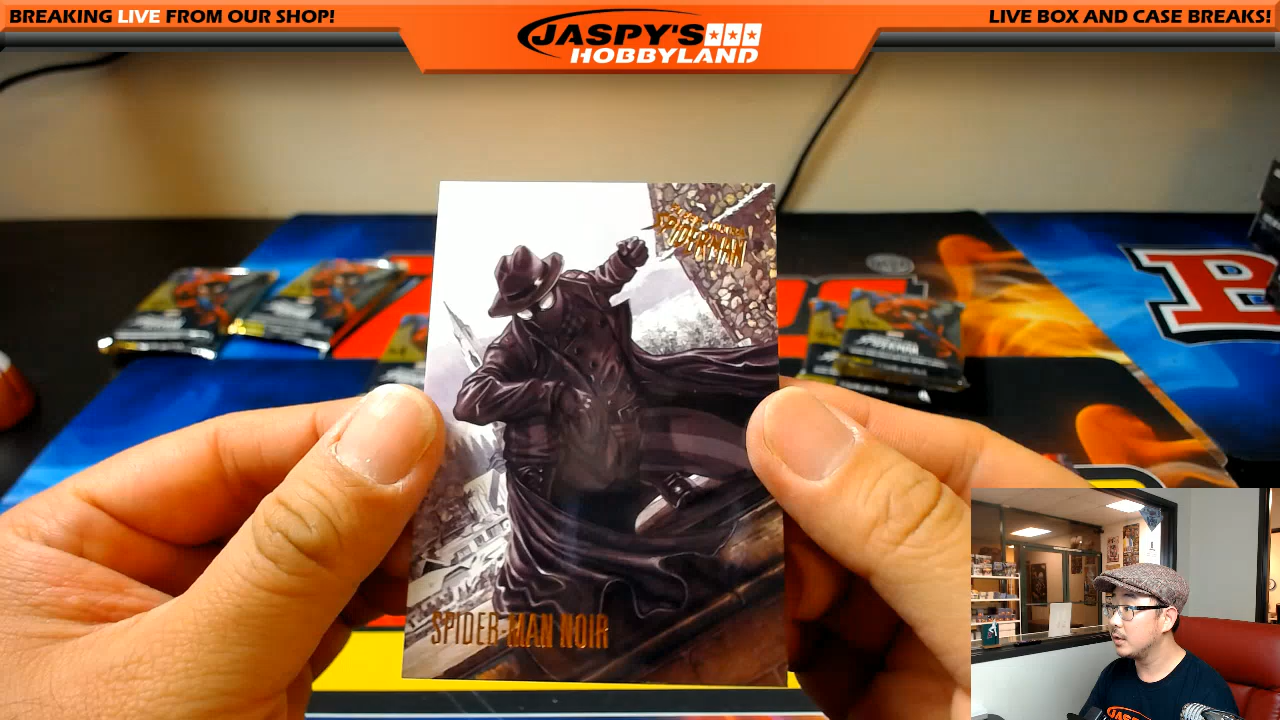 BREAKING LIVE FROM OUR SHOP!
JASPY'S
HOBBYLAND
LIVE BOX AND CASE BREAKS!
SPIDER-MAN
SPIDER-MAN NOIR